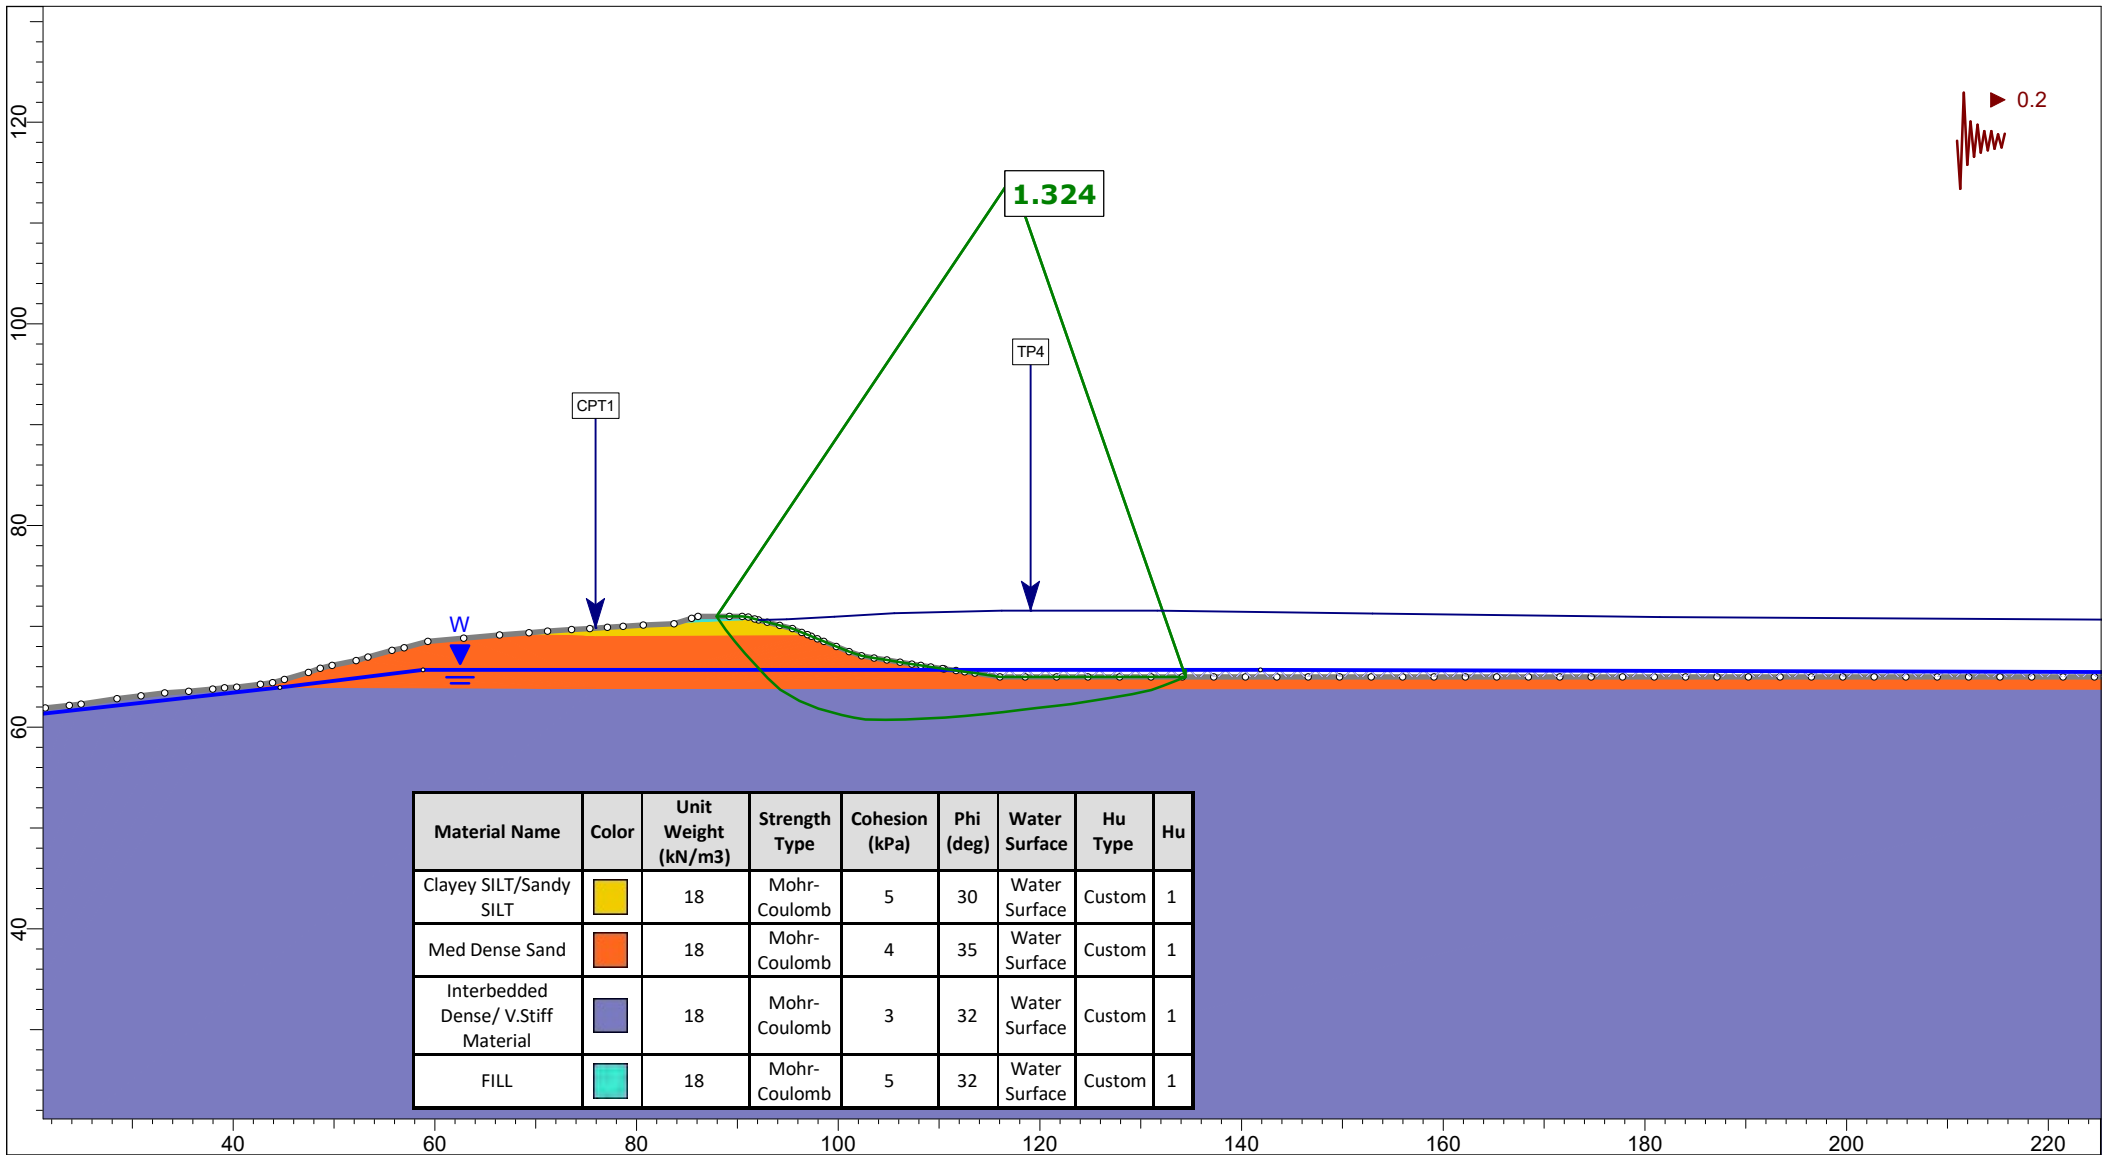 120
100
80
60
40
0.2
1.324
TP4
CPT1
W
Material Name Color Unit Weight (kN/m3) Strength Type Cohesion (kPa) Phi (deg) Water Surface Hu Type Hu
Clayey SILT/Sandy SILT 18 Mohr-Coulomb 5 30 Water Surface Custom 1
Med Dense Sand 18 Mohr-Coulomb 4 35 Water Surface Custom 1
Interbedded Dense/ V.Stiff Material 18 Mohr-Coulomb 3 32 Water Surface Custom 1
FILL 18 Mohr-Coulomb 5 32 Water Surface Custom 1
40 60 80 100 120 140 160 180 200 220